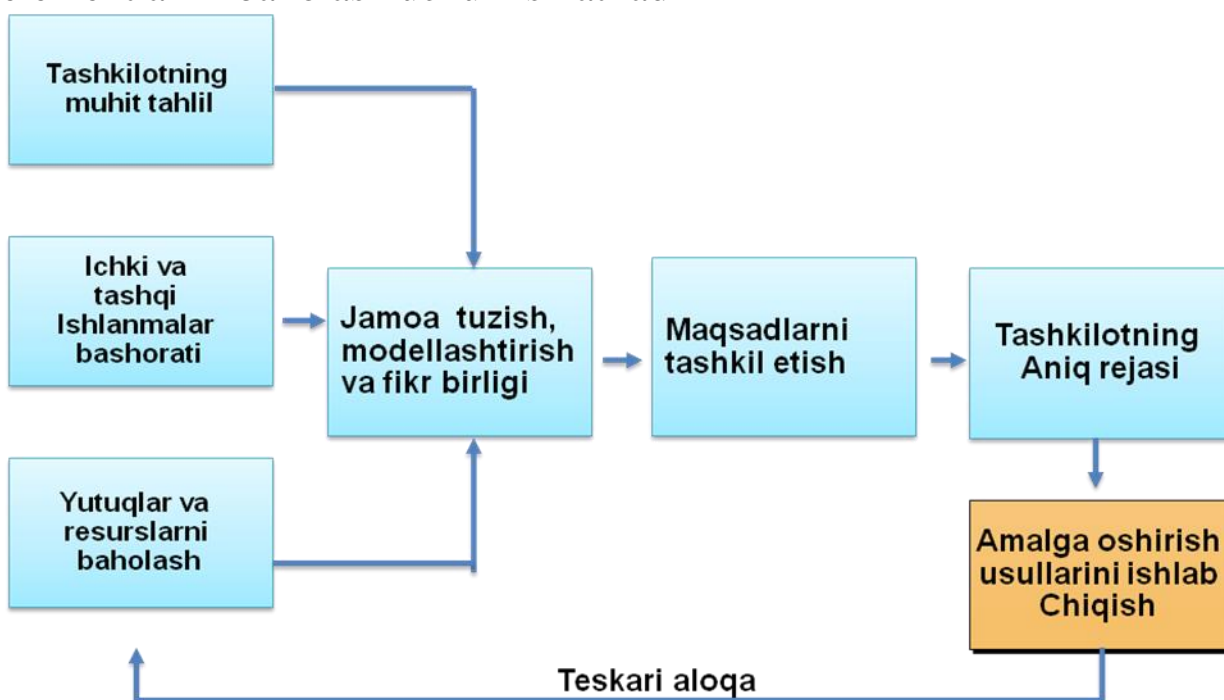 Tashkilotning
muhit tahlil
Ichki va
tashqi
Ishlanmalar
bashorati
Yutuqlar va
resurslarni
baholash
Jamoa tuzish,
modellashtirish
va fikr birligi
Maqsadlarni
tashkil etish
Tashkilotning
Aniq rejasi
Amalga oshirish
usullarini ishlab
Chiqish
Teskari aloqa